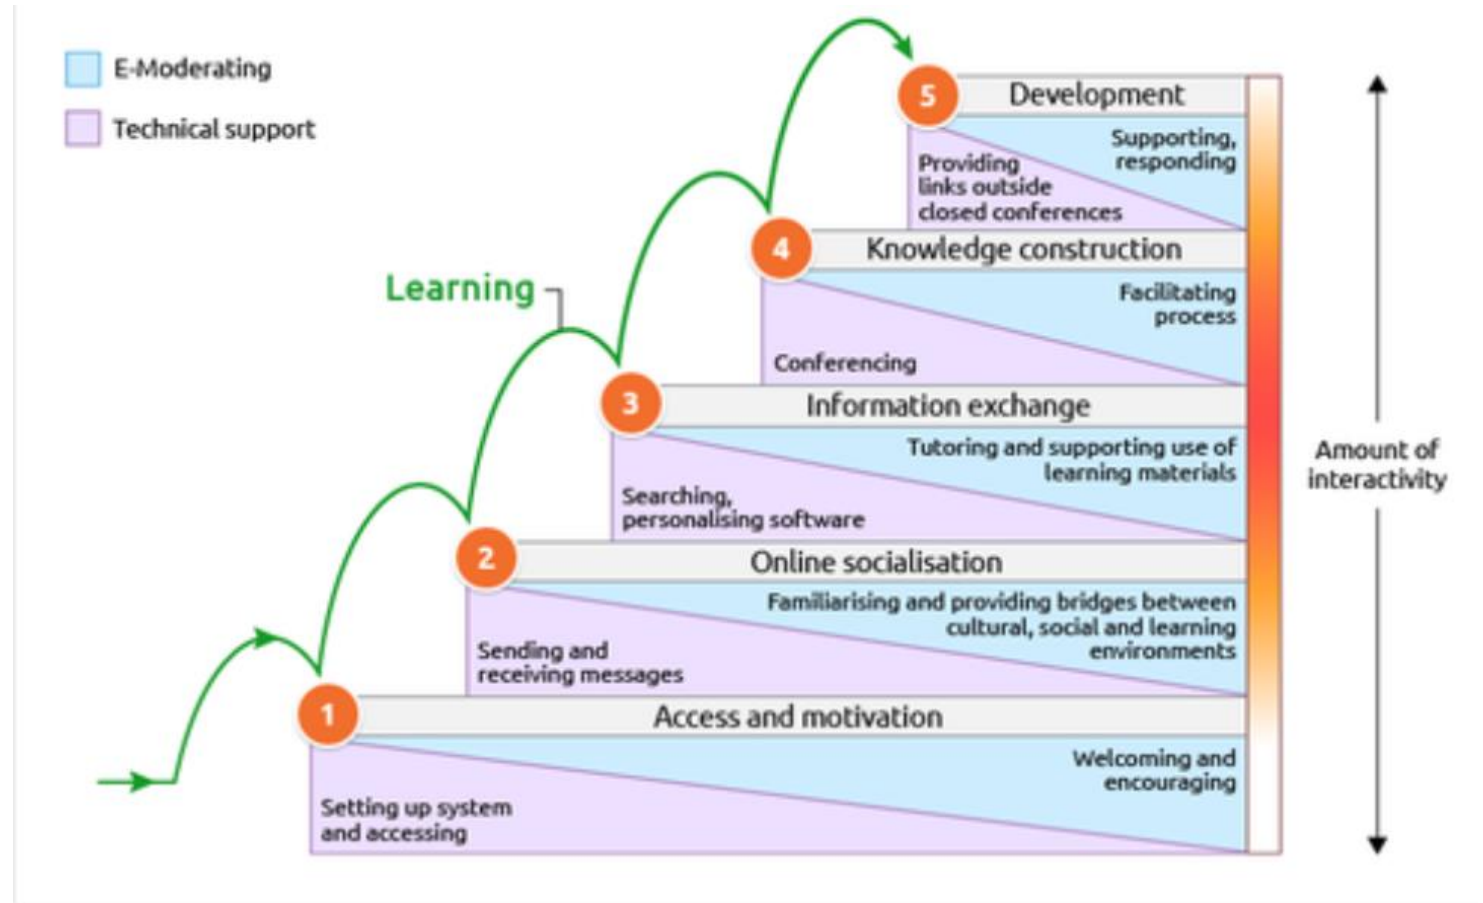 E-Moderating
Technical support
Learning
5
Development
Supporting,
responding
Providing
links outside
closed conferences
4
Knowledge construction
Facilitating
process
Conferencing
3
Information exchange
Tutoring and supporting use of
learning materials
Searching,
personalising software
2
Online socialisation
Familiarising and providing bridges between
cultural, social and learning
environments
Sending and
receiving messages
1
Access and motivation
Welcoming and
encouraging
Setting up system
and accessing
Amount of
interactivity